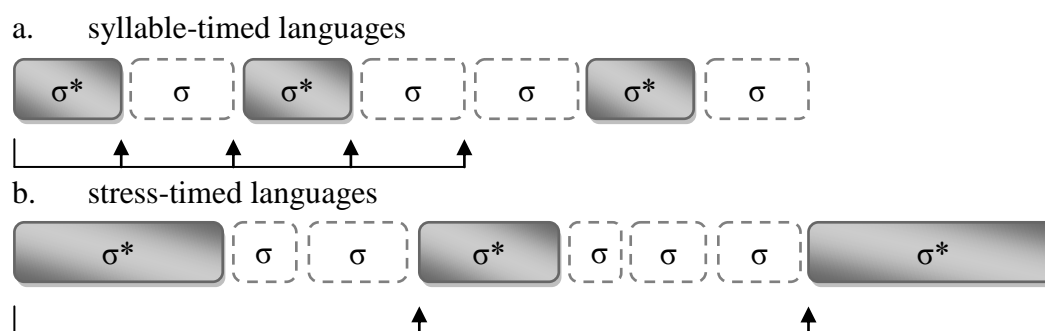 a. syllable-timed languages
σ* σ σ* σ σ σ* σ
b. stress-timed languages
σ* σ σ σ* σ σ σ σ*